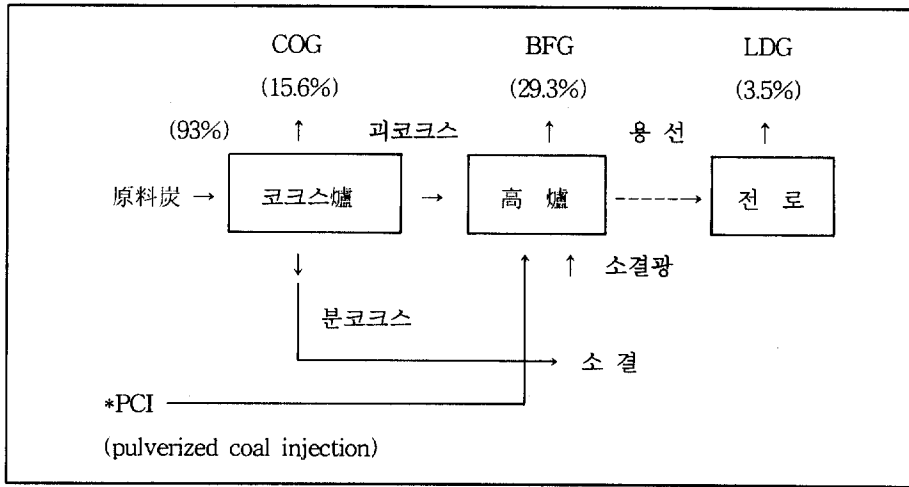 COG BFG LDG
(15.6%) (29.3%) (3.5%)
(93%) ↑ 괴코크스 ↑ 용 선 ↑
原料炭 → 코크스爐 → 高 爐 → 전 로
↓ ↑ 소결광
분코크스
소 결
*PCI
(pulverized coal injection)